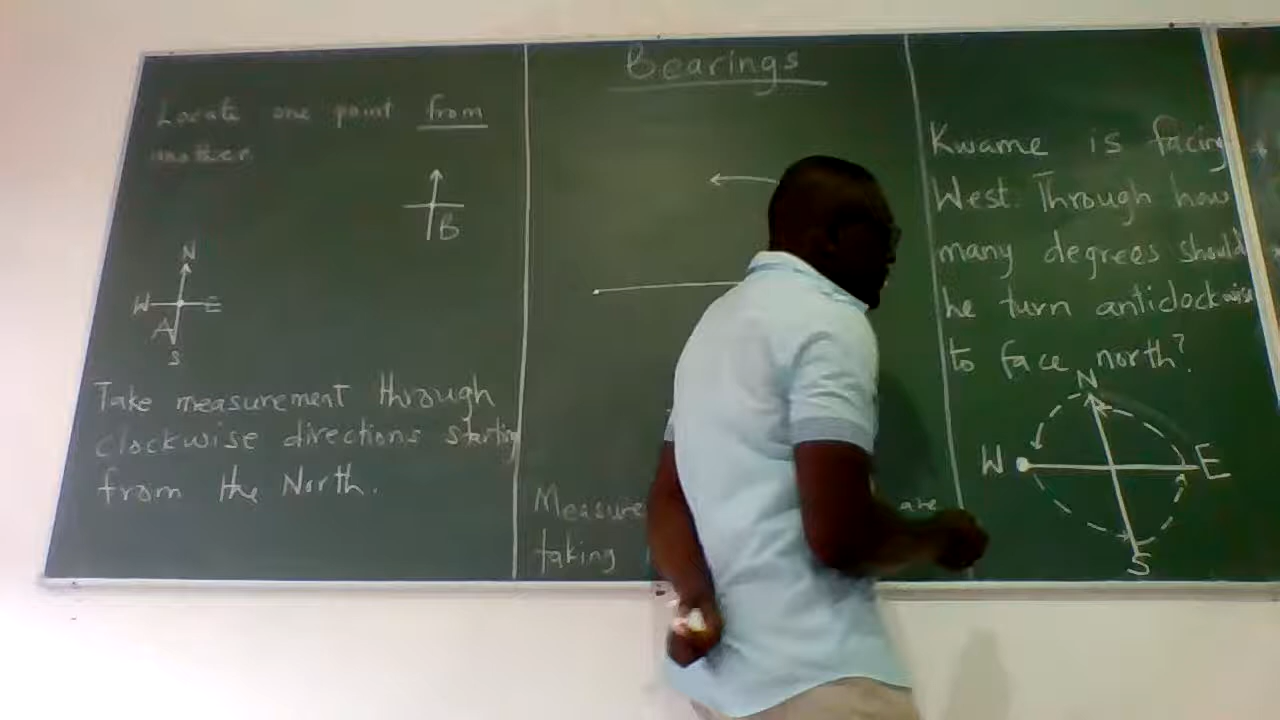 Bearings
Locate one point from
another
B
N
W E
A
S
Take measurement through
clockwise directions starting
from the North.
Measure
are
taking
Kwame is facing
West. Through how
many degrees should
he turn anticlockwise
to face north?
N
W E
S